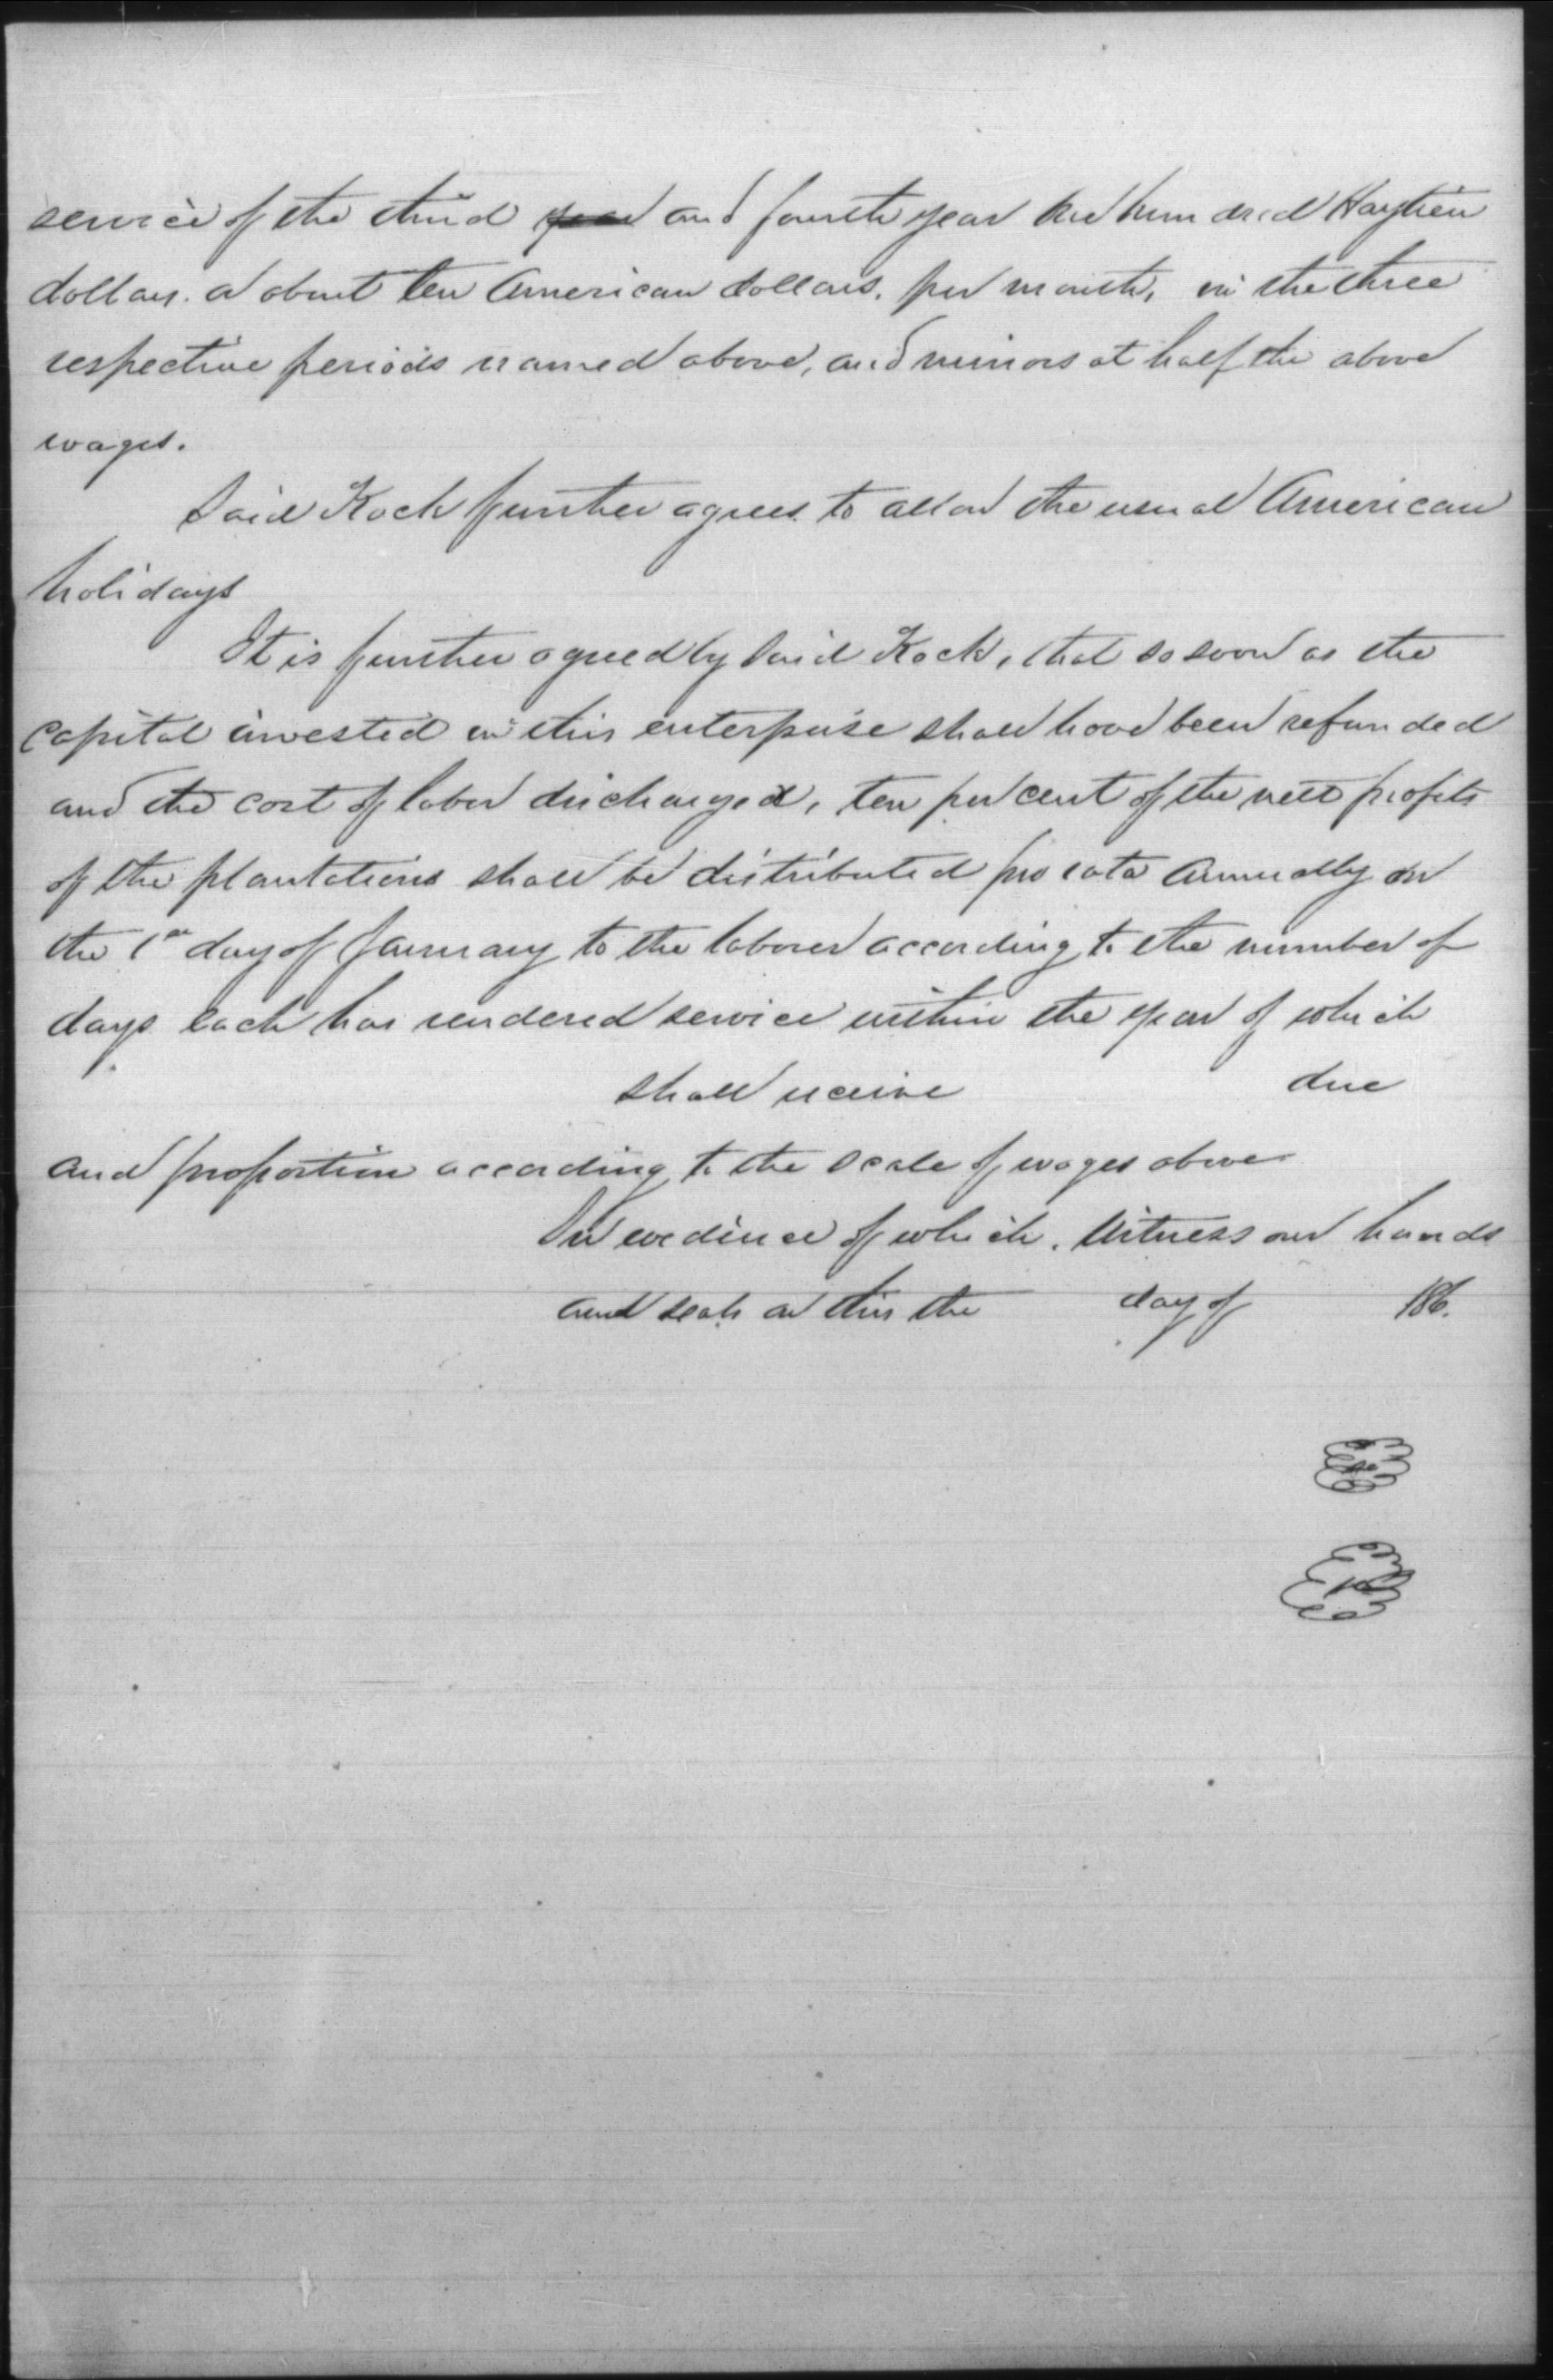 service of the third year and fourth year hundred Haytien
dollars. or about ten American dollars. per month, in the three
respective periods named above, and minors at half the above
wages.
Said Kock further agrees to allow the usual American
holidays
It is further agreed by said Kock, that so soon as the
capital invested in this enterprise shall have been refunded
and the cost of labor discharged, ten per cent of the nett profits
of the plantations shall be distributed pro rata annually on
the 1st day of January to the laborers according to the number of
days each has rendered service within the year of which
shall receive due
and proportion according to the scale of wages above
In evidence of which. Witness our hands
and seals on this the day of 186.